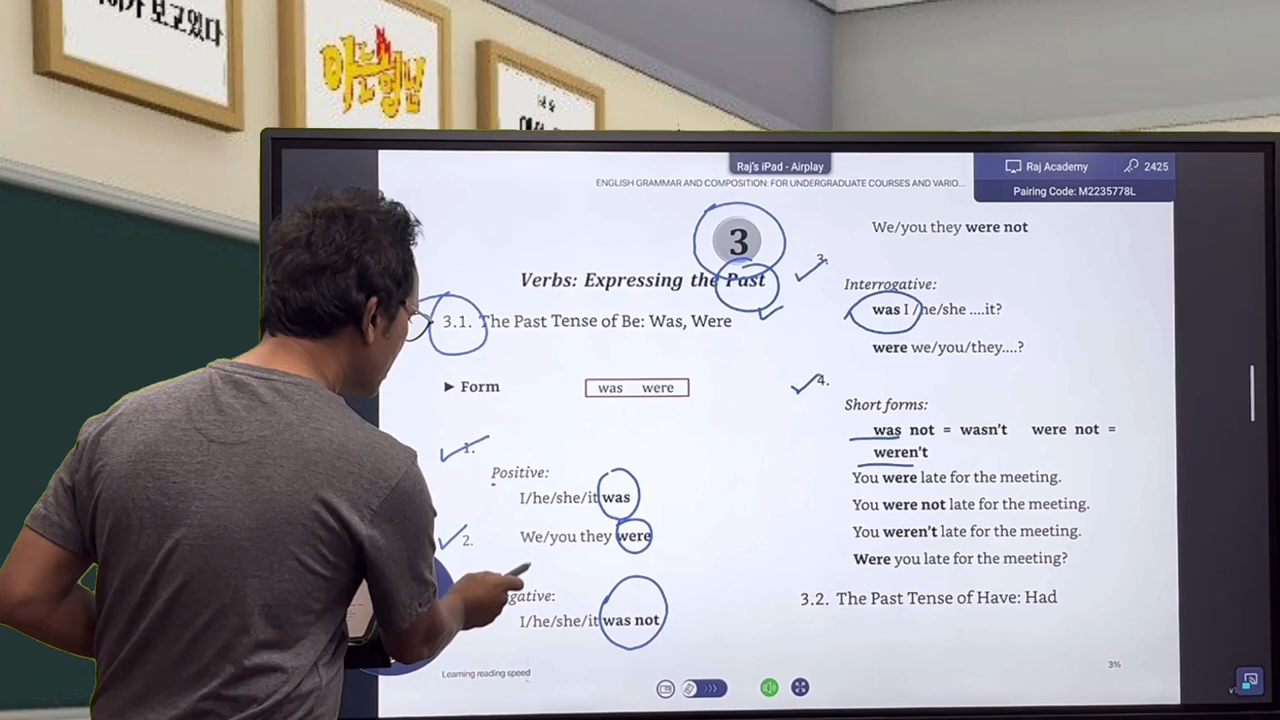 보고있다
아는형님
Raj's iPad - Airplay
Raj Academy 2425
Pairing Code: M2235778L
ENGLISH GRAMMAR AND COMPOSITION: FOR UNDERGRADUATE COURSES AND VARIO...
3
Verbs: Expressing the Past
3.1. The Past Tense of Be: Was, Were
► Form
was were
1.
Positive:
I/he/she/it was
We/you they were
2.
gative:
I/he/she/it was not
We/you they were not
3.
Interrogative:
was I /he/she ....it?
were we/you/they....?
4.
Short forms:
was not = wasn't were not =
weren't
You were late for the meeting.
You were not late for the meeting.
You weren't late for the meeting.
Were you late for the meeting?
3.2. The Past Tense of Have: Had
Learning reading speed
3%